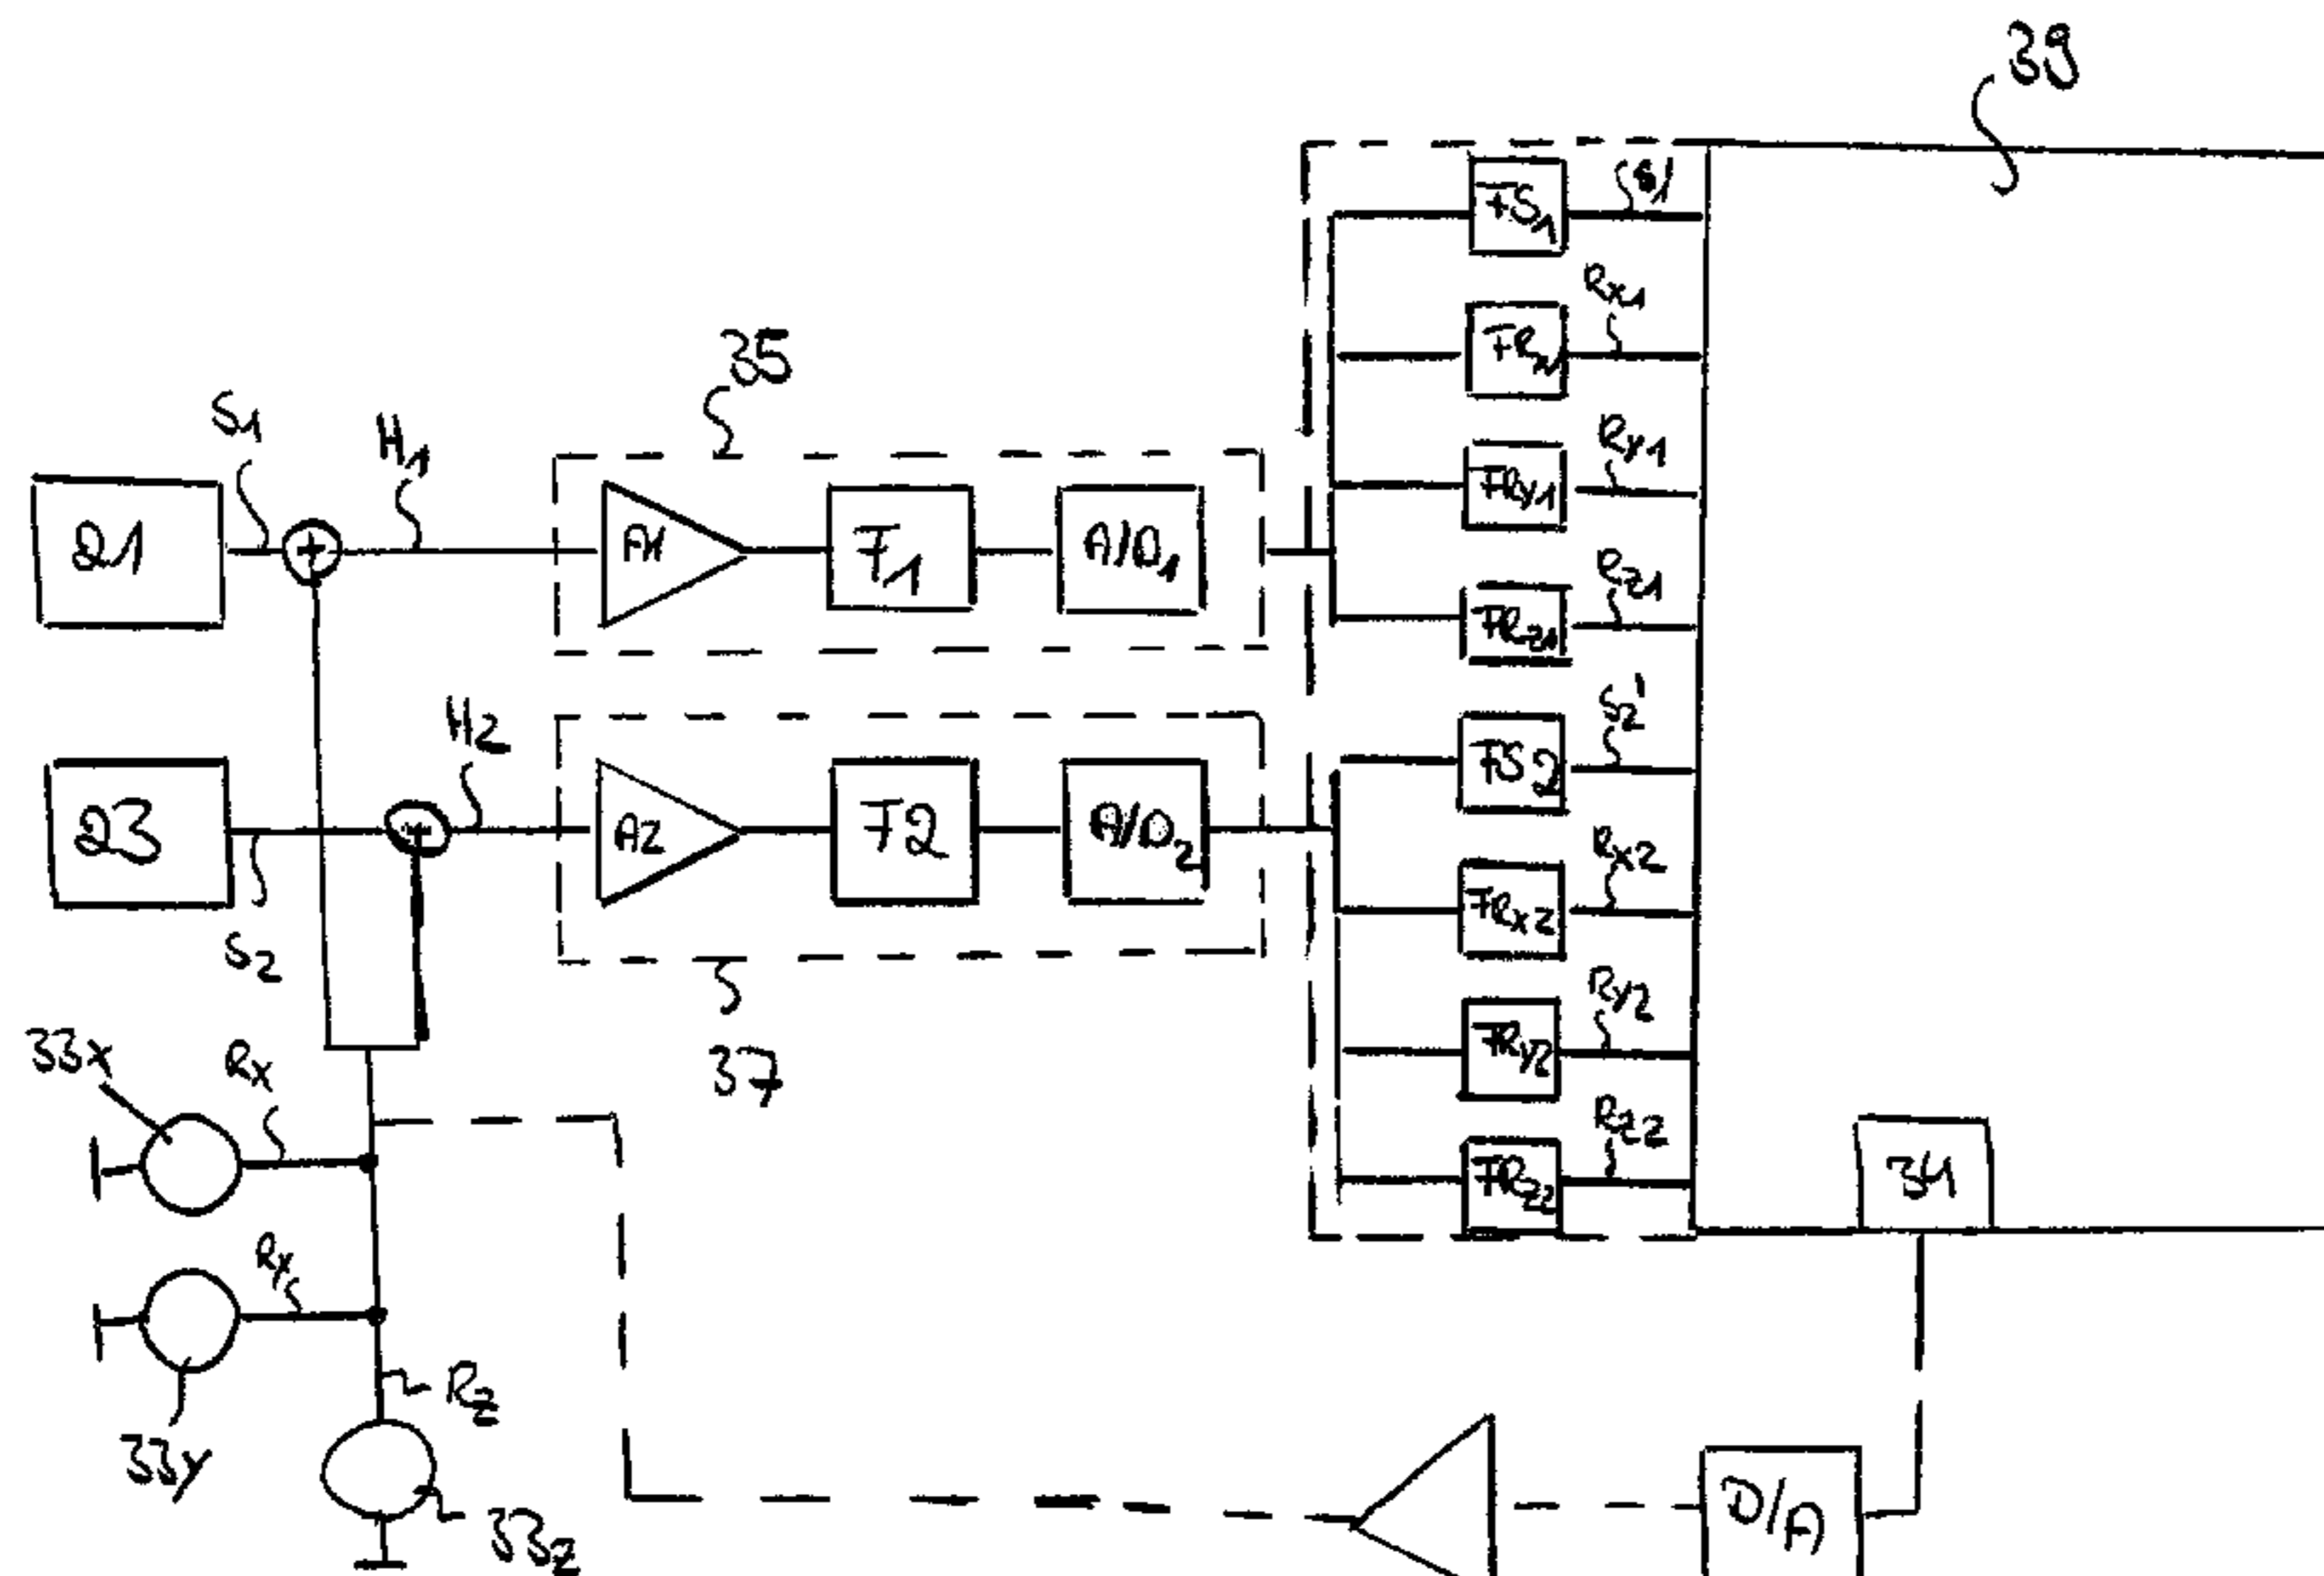 39
FS1
S1'
Rx1
FRx1
35
S1
H1
Ry1
FRy1
21
+
A1
F1
A/D1
Rz1
FRz1
H2
S2'
FS2
23
+
A2
F2
A/D2
Rx2
FRx2
S2
33x
Rx
37
Ry2
FRy2
Rz2
FRz2
34
Ry
Rz
33y
33z
D/A